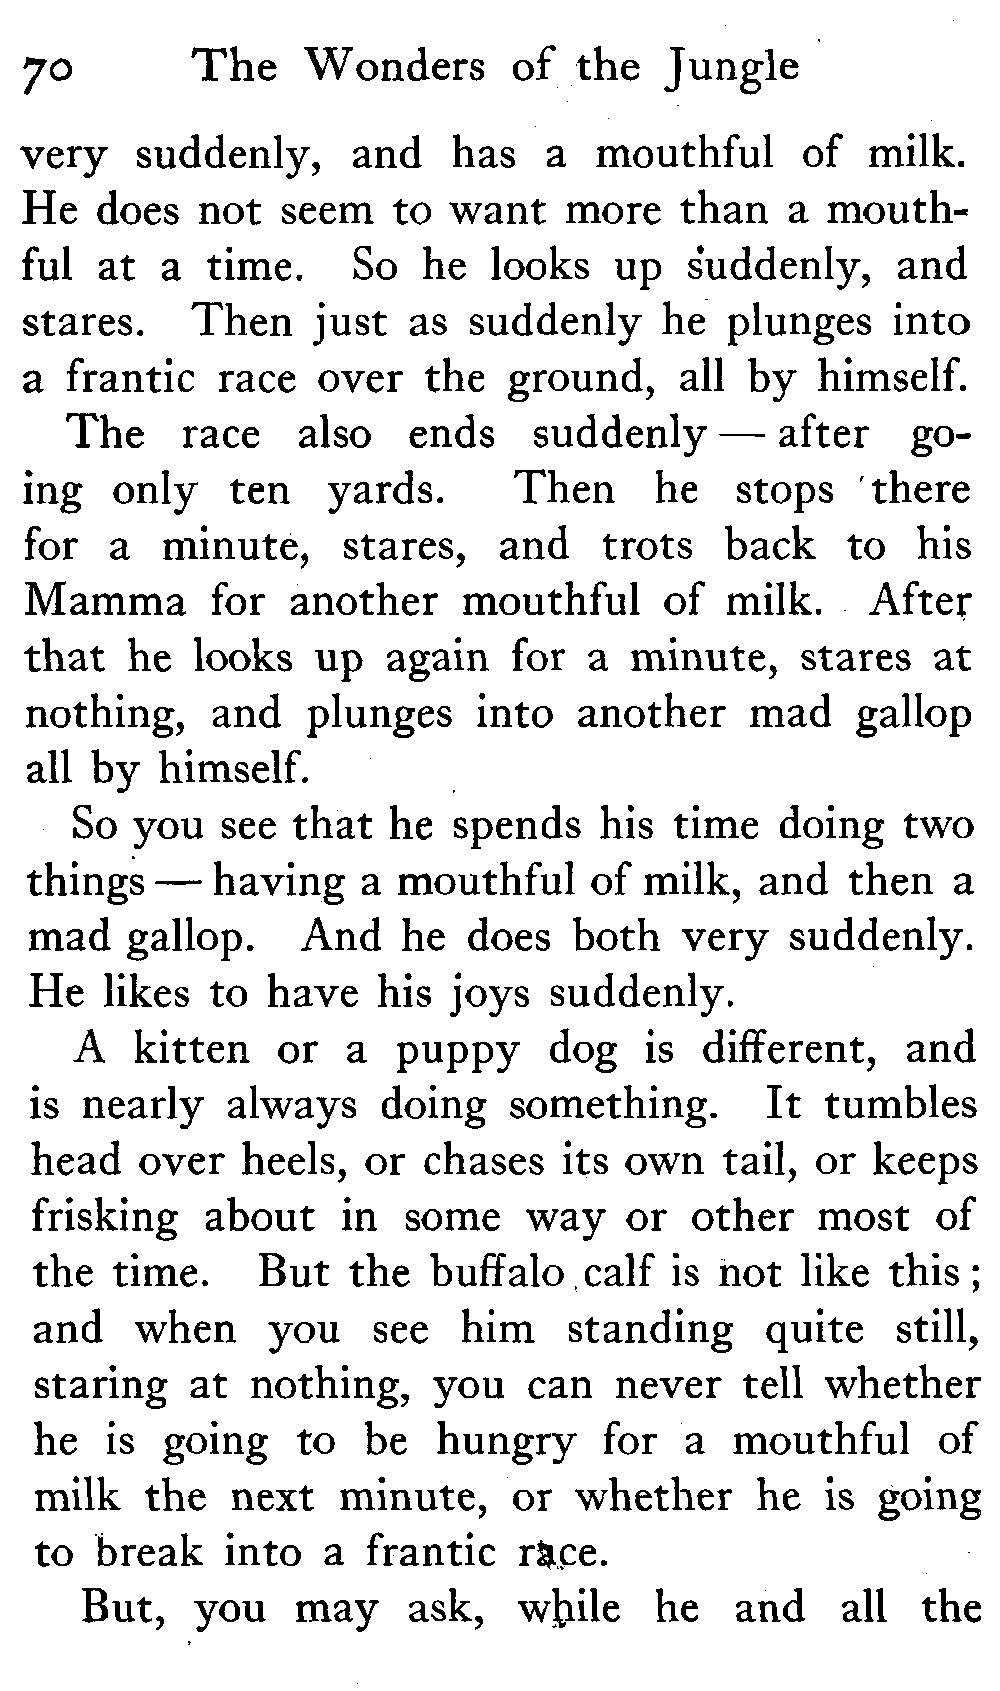 70 The Wonders of the Jungle
very suddenly, and has a mouthful of milk.
He does not seem to want more than a mouth-
ful at a time. So he looks up suddenly, and
stares. Then just as suddenly he plunges into
a frantic race over the ground, all by himself.
The race also ends suddenly — after go-
ing only ten yards. Then he stops there
for a minute, stares, and trots back to his
Mamma for another mouthful of milk. After
that he looks up again for a minute, stares at
nothing, and plunges into another mad gallop
all by himself.
So you see that he spends his time doing two
things — having a mouthful of milk, and then a
mad gallop. And he does both very suddenly.
He likes to have his joys suddenly.
A kitten or a puppy dog is different, and
is nearly always doing something. It tumbles
head over heels, or chases its own tail, or keeps
frisking about in some way or other most of
the time. But the buffalo calf is not like this;
and when you see him standing quite still,
staring at nothing, you can never tell whether
he is going to be hungry for a mouthful of
milk the next minute, or whether he is going
to break into a frantic race.
But, you may ask, while he and all the